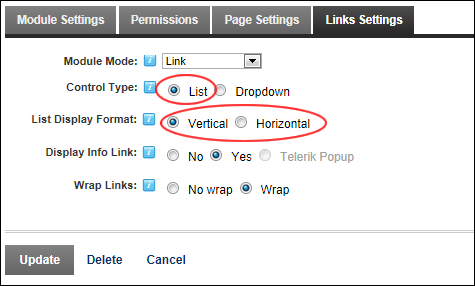 Module Settings Permissions Page Settings Links Settings
Module Mode: i Link
Control Type: i List Dropdown
List Display Format: i Vertical Horizontal
Display Info Link: i No Yes Telerik Popup
Wrap Links: i No wrap Wrap
Update Delete Cancel